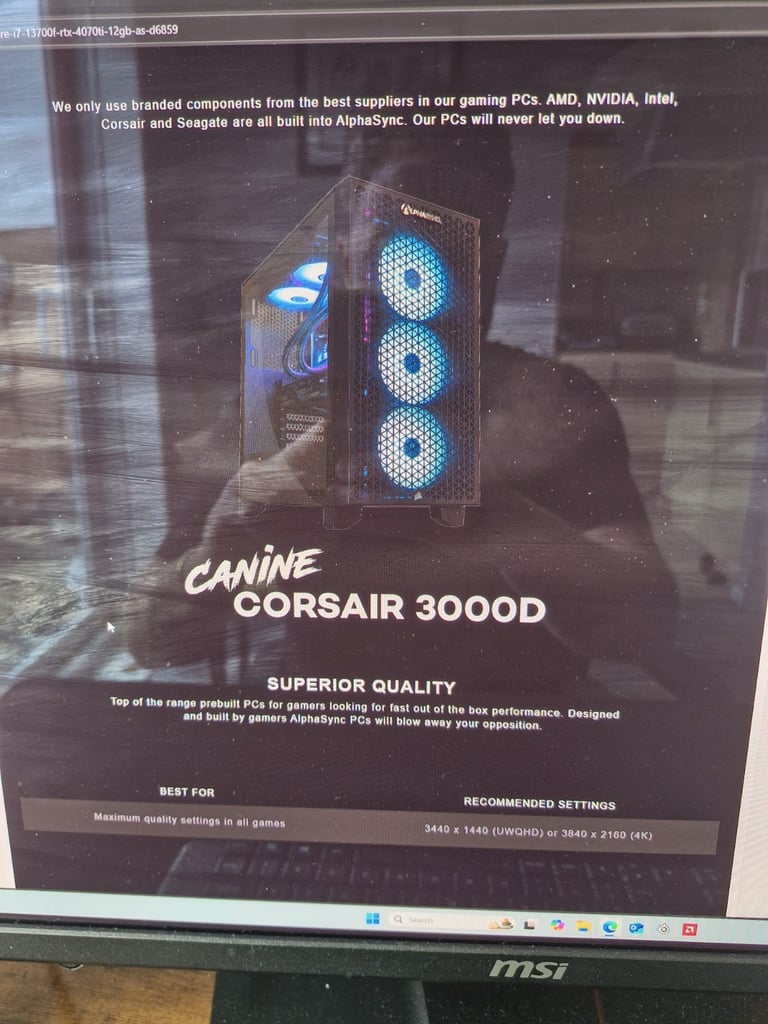 re-i7-13700f-rtx-4070ti-12gb-as-d6859
We only use branded components from the best suppliers in our gaming PCs. AMD, NVIDIA, Intel,
Corsair and Seagate are all built into AlphaSync. Our PCs will never let you down.
ALPHASYNC
CANINE
CORSAIR 3000D
SUPERIOR QUALITY
Top of the range prebuilt PCs for gamers looking for fast out of the box performance. Designed
and built by gamers AlphaSync PCs will blow away your opposition.
BEST FOR
RECOMMENDED SETTINGS
Maximum quality settings in all games
3440 x 1440 (UWQHD) or 3840 x 2160 (4K)
Search
msi